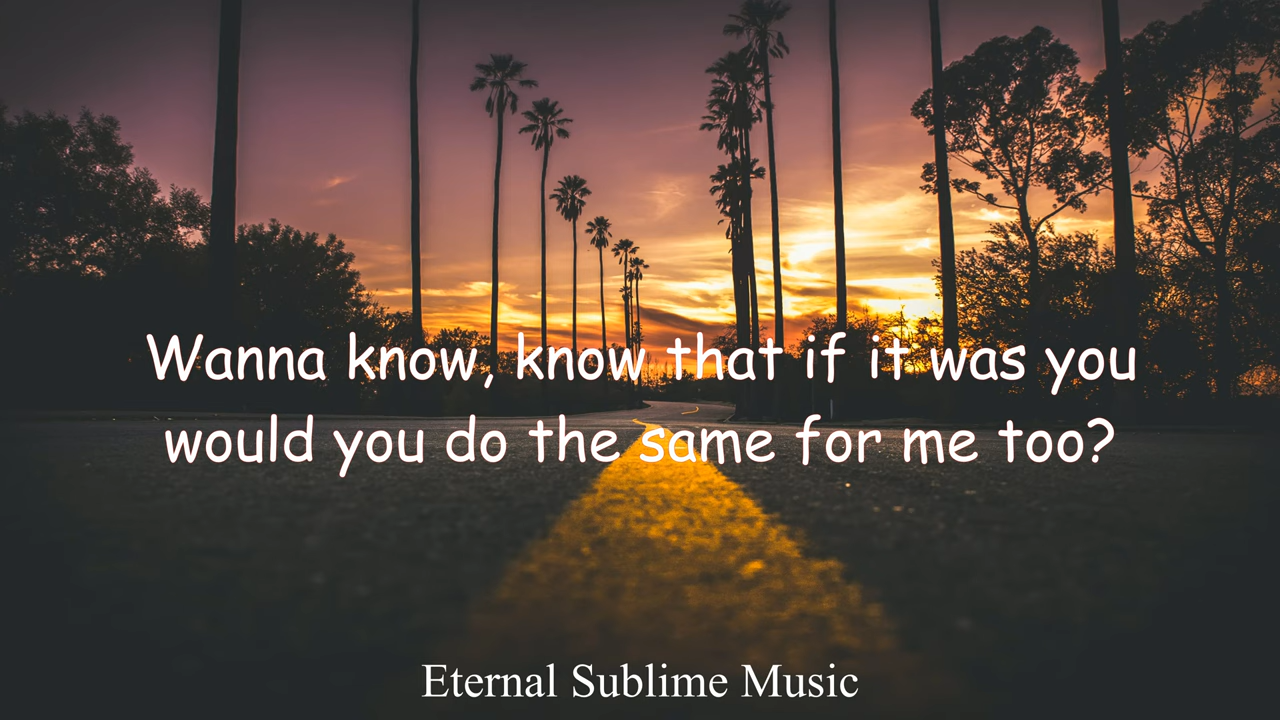 Wanna know, know that if it was you
would you do the same for me too?
Eternal Sublime Music